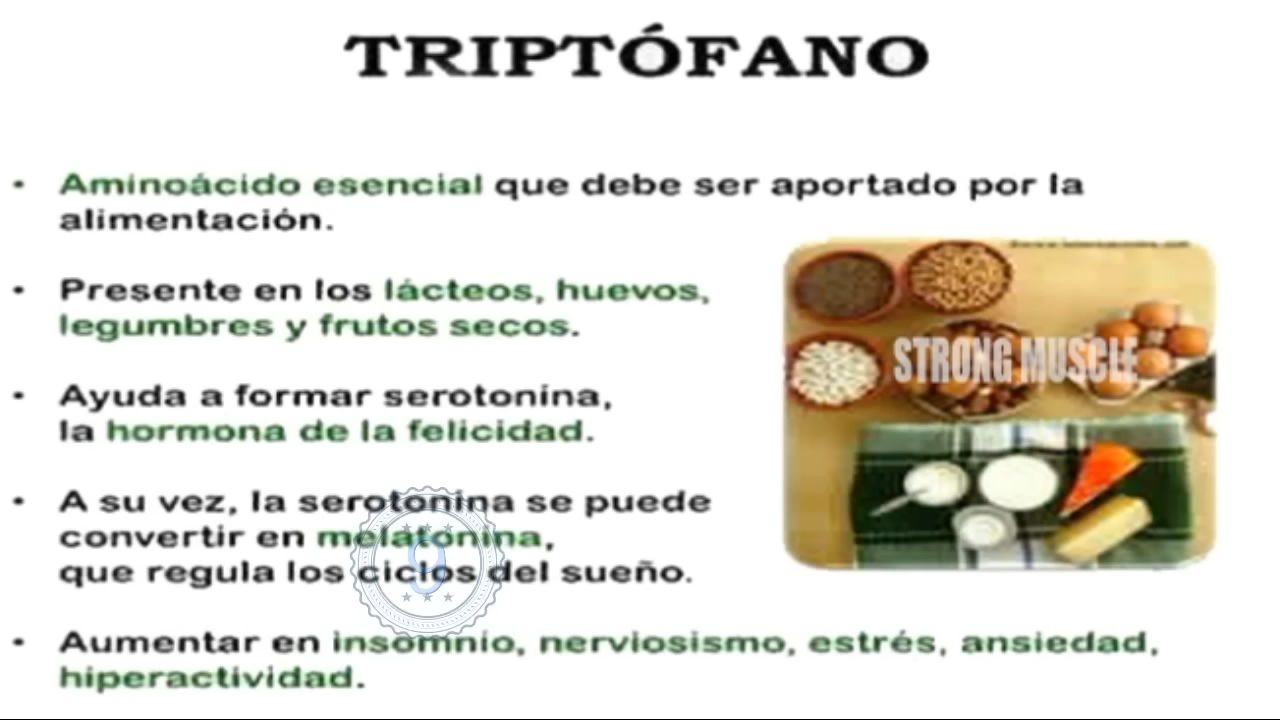 TRIPTÓFANO
• Aminoácido esencial que debe ser aportado por la
alimentación.
• Presente en los lácteos, huevos,
legumbres y frutos secos.
• Ayuda a formar serotonina,
la hormona de la felicidad.
• A su vez, la serotonina se puede
convertir en melatonina,
que regula los ciclos del sueño.
• Aumentar en insomnio, nerviosismo, estrés, ansiedad,
hiperactividad.
STRONG MUSCLE
9